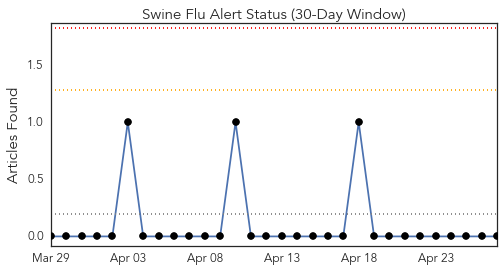 Swine Flu Alert Status (30-Day Window)
Articles Found
1.5
1.0
0.5
0.0
Mar 29 Apr 03 Apr 08 Apr 13 Apr 18 Apr 23